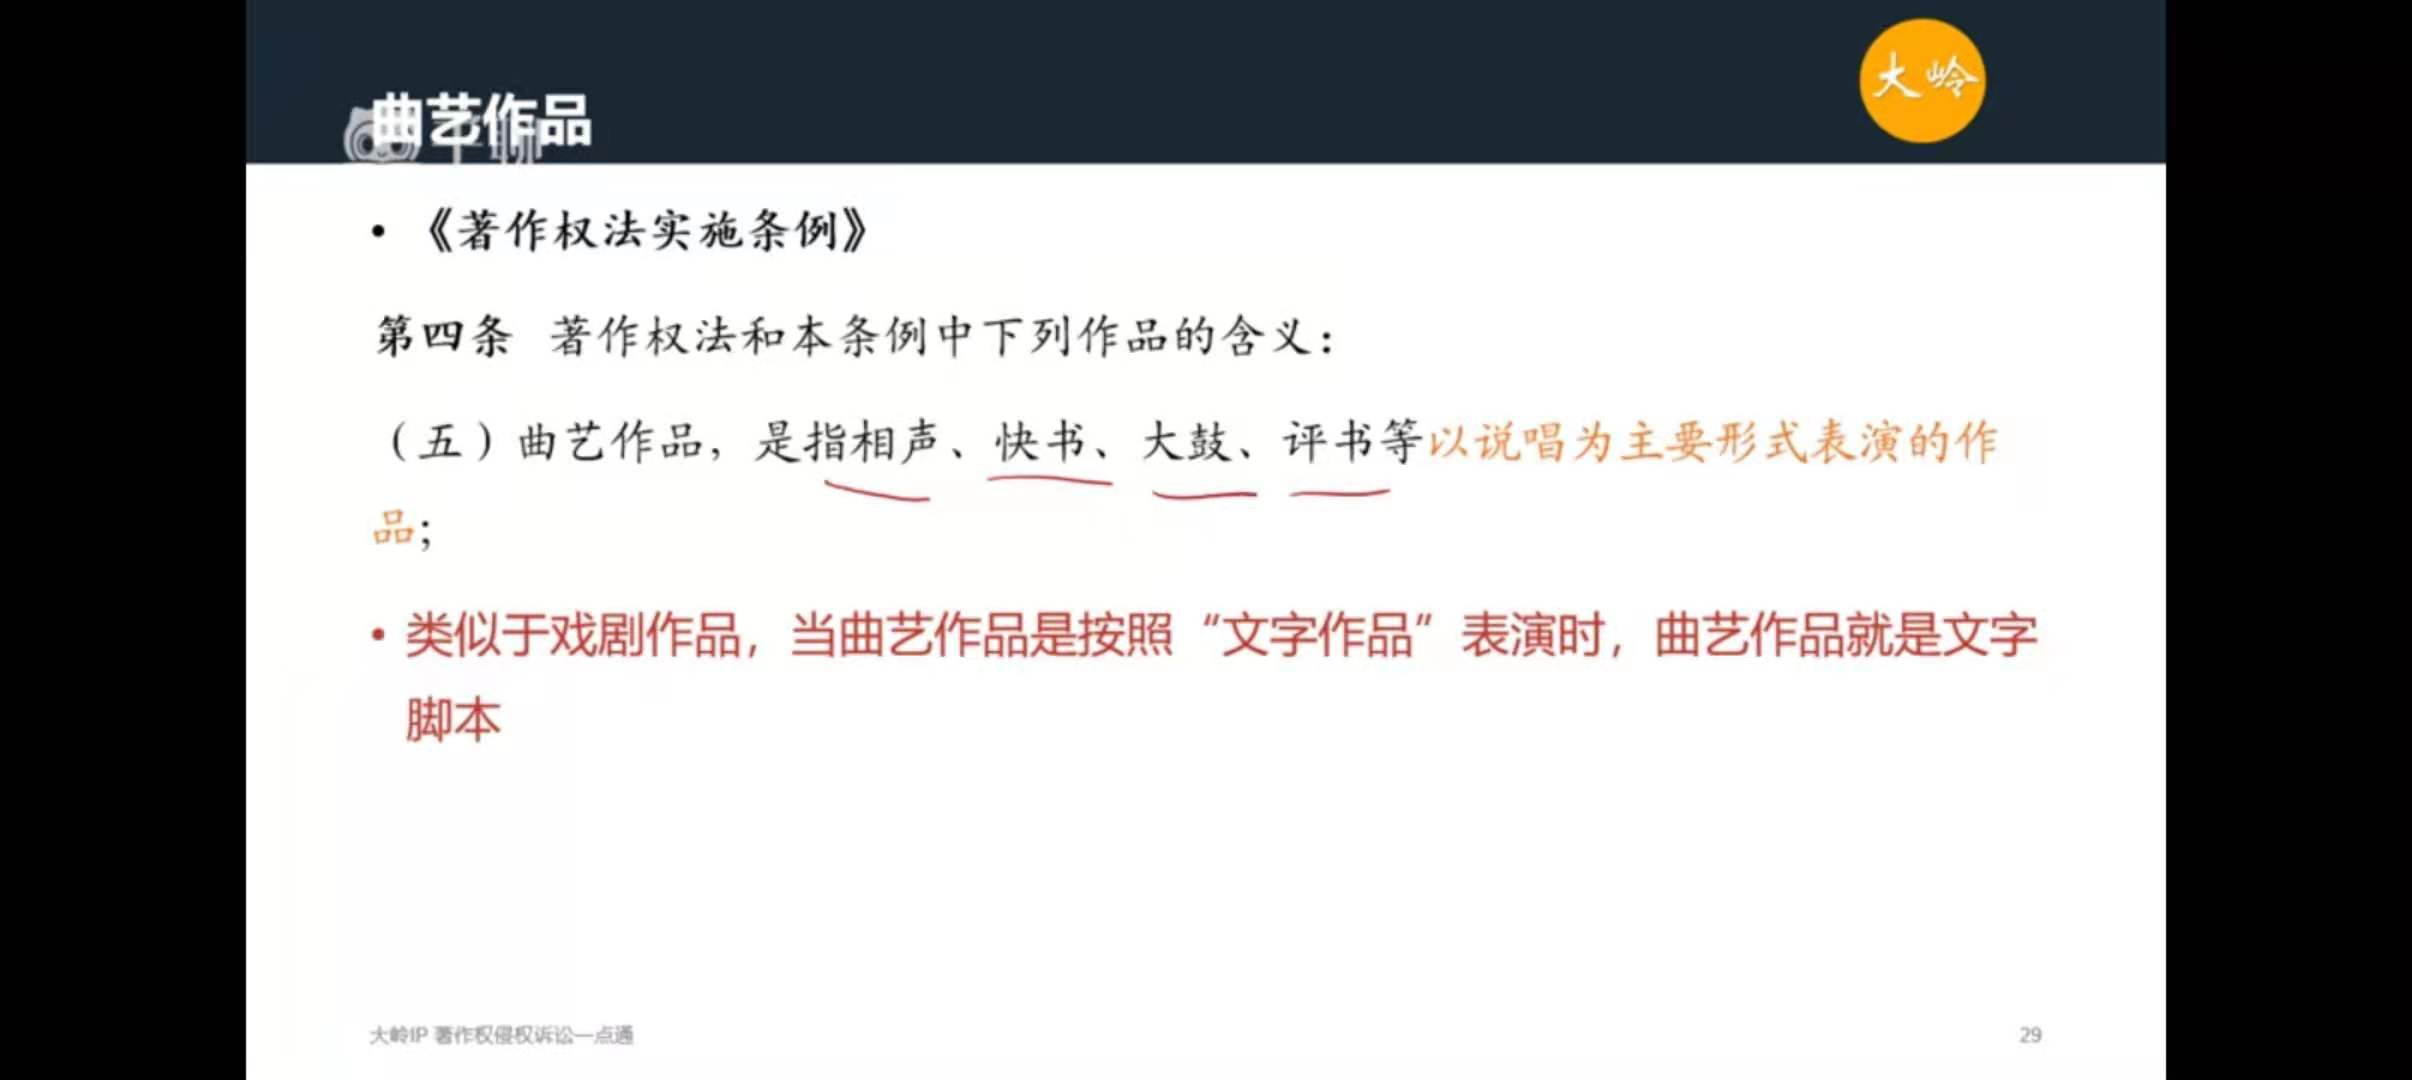 大岭
曲艺作品
千聊
• 《著作权法实施条例》
第四条 著作权法和本条例中下列作品的含义：
（五）曲艺作品，是指相声、快书、大鼓、评书等以说唱为主要形式表演的作
品；
• 类似于戏剧作品，当曲艺作品是按照“文字作品”表演时，曲艺作品就是文字
脚本
大岭IP 著作权侵权诉讼一点通
29